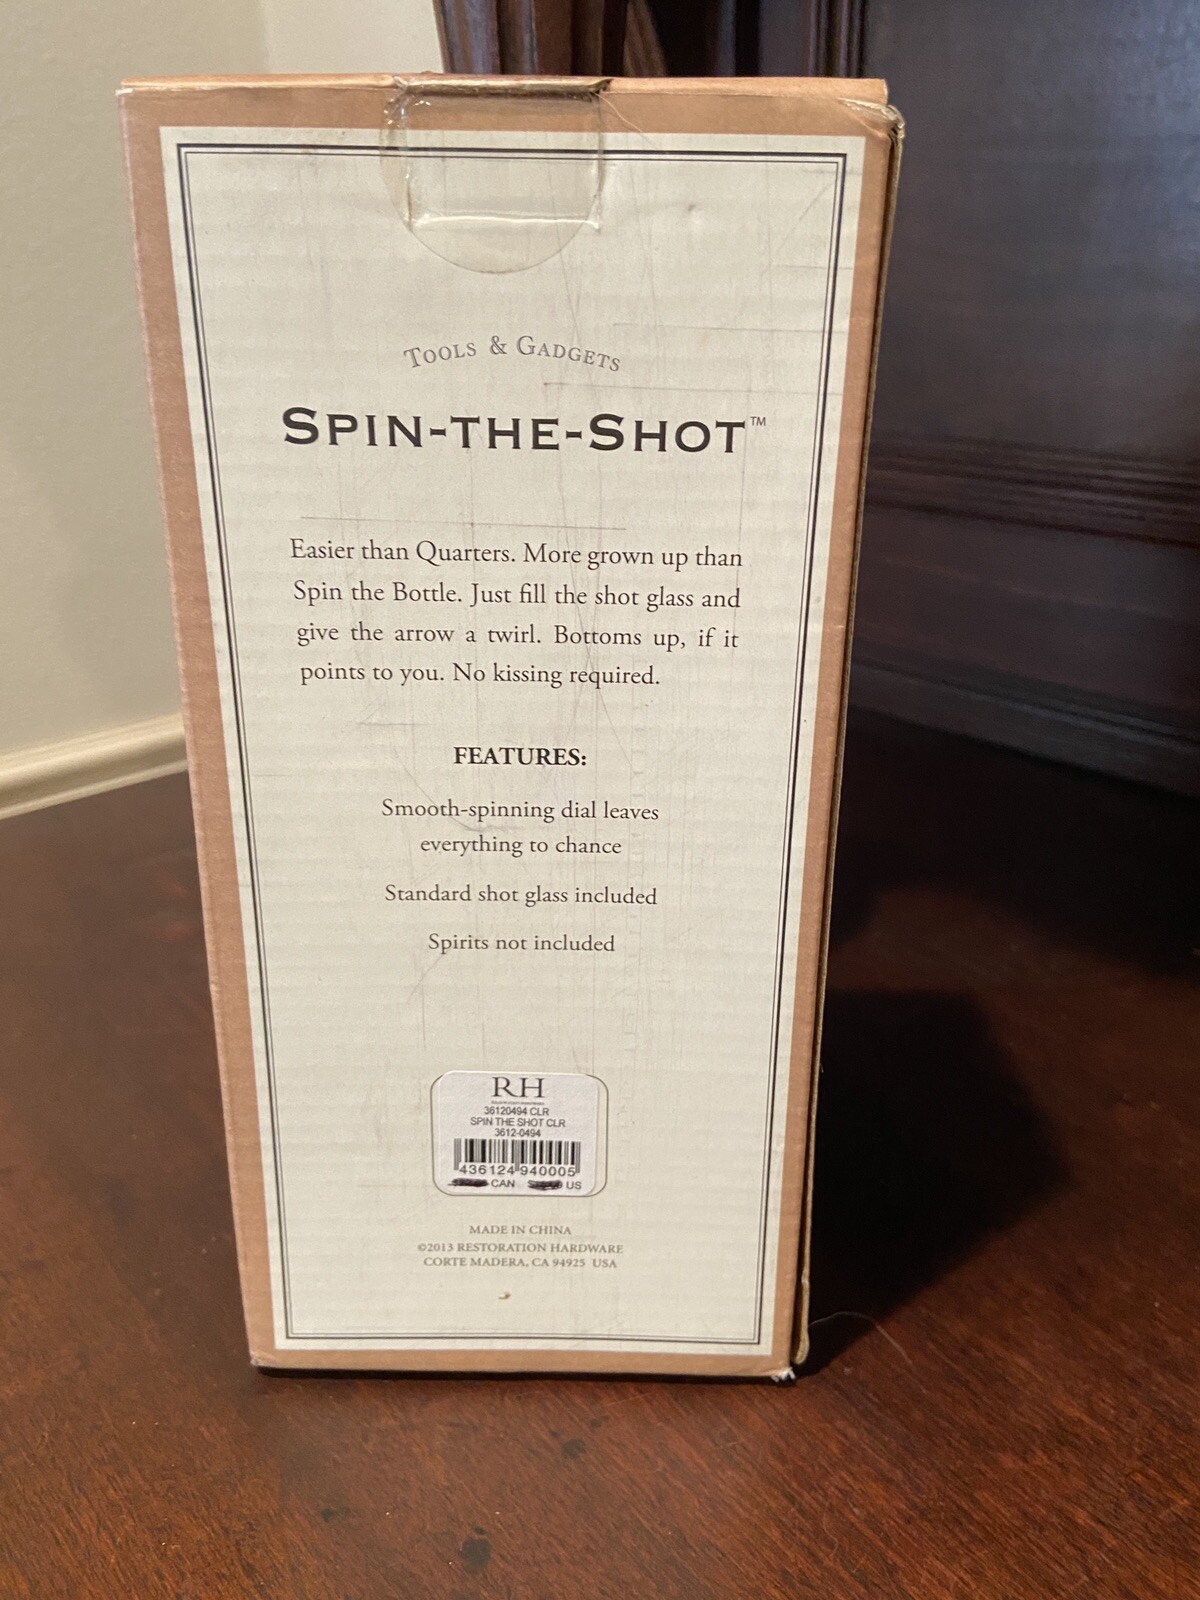 TOOLS & GADGETS
SPIN-THE-SHOT™
Easier than Quarters. More grown up than
Spin the Bottle. Just fill the shot glass and
give the arrow a twirl. Bottoms up, if it
points to you. No kissing required.
FEATURES:
Smooth-spinning dial leaves
everything to chance
Standard shot glass included
Spirits not included
RH
36120494 CLR
SPIN THE SHOT CLR
3612-0494
436124 940005
CAN US
MADE IN CHINA
©2013 RESTORATION HARDWARE
CORTE MADERA, CA 94925 USA